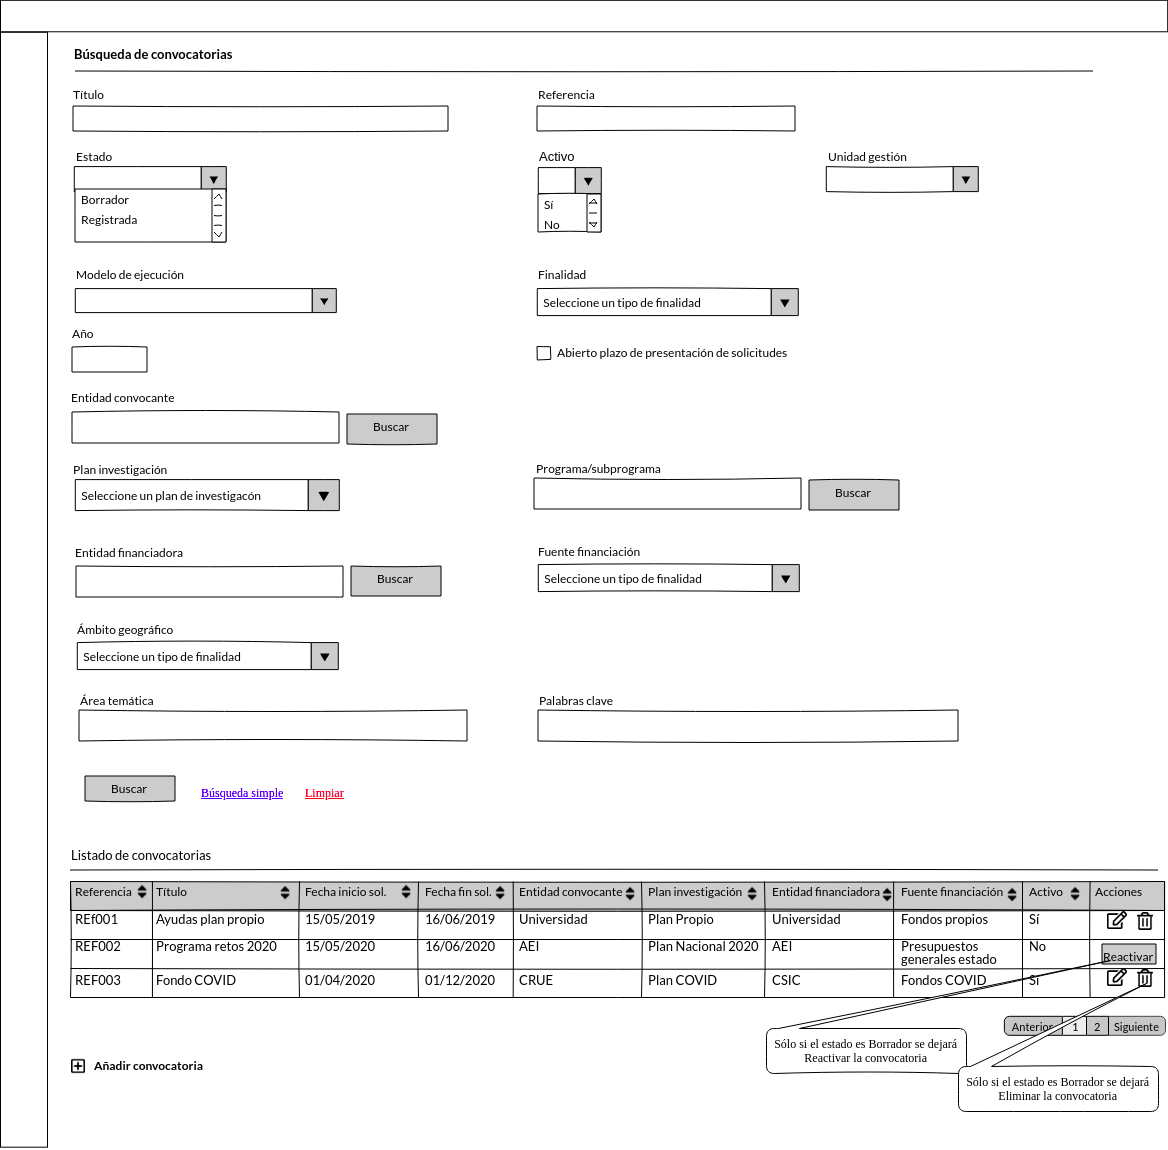 Búsqueda de convocatorias
Título
Referencia
Estado
Activo
Unidad gestión
Borrador
Registrada
Sí
No
Modelo de ejecución
Finalidad
Seleccione un tipo de finalidad
Año
Abierto plazo de presentación de solicitudes
Entidad convocante
Buscar
Plan investigación
Programa/subprograma
Seleccione un plan de investigacón
Buscar
Entidad financiadora
Fuente financiación
Buscar
Seleccione un tipo de finalidad
Ámbito geográfico
Seleccione un tipo de finalidad
Área temática
Palabras clave
Buscar Búsqueda simple Limpiar
Listado de convocatorias
Referencia Título Fecha inicio sol. Fecha fin sol. Entidad convocante Plan investigación Entidad financiadora Fuente financiación Activo Acciones
REf001 Ayudas plan propio 15/05/2019 16/06/2019 Universidad Plan Propio Universidad Fondos propios Sí
REF002 Programa retos 2020 15/05/2020 16/06/2020 AEI Plan Nacional 2020 AEI Presupuestos No
generales estado Reactivar
REF003 Fondo COVID 01/04/2020 01/12/2020 CRUE Plan COVID CSIC Fondos COVID Sí
Anterior 1 2 Siguiente
Sólo si el estado es Borrador se dejará
Reactivar la convocatoria
Añadir convocatoria
Sólo si el estado es Borrador se dejará
Eliminar la convocatoria